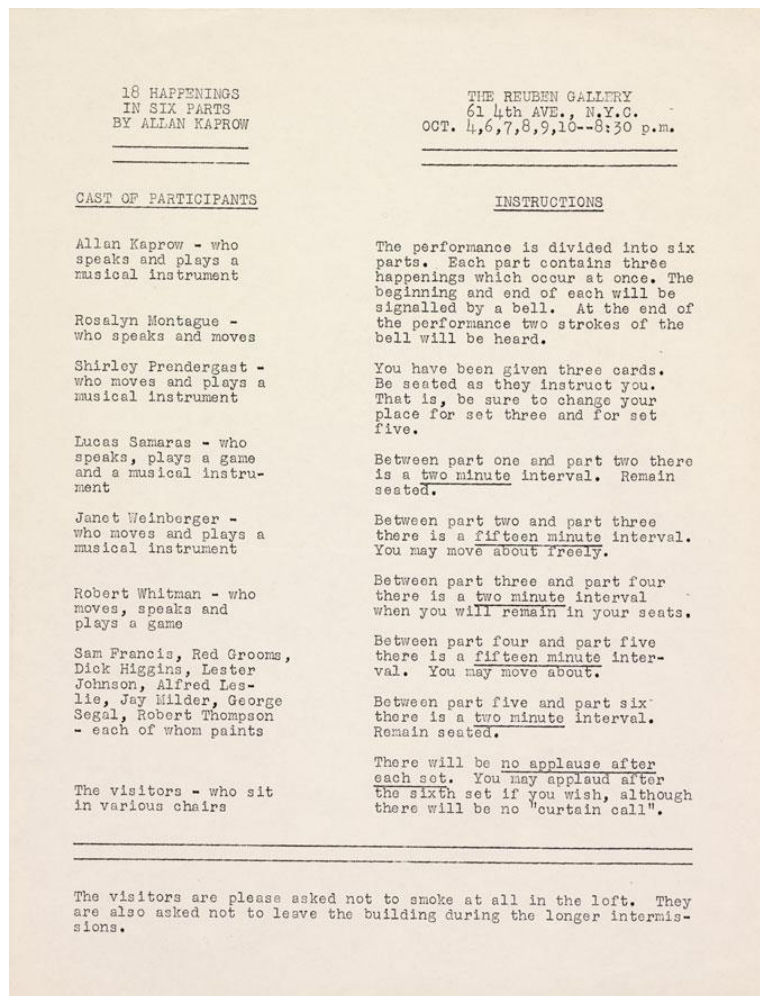 18 HAPPENINGS
IN SIX PARTS
BY ALLAN KAPROW
THE REUBEN GALLERY
61 4th AVE., N.Y.C.
OCT. 4,6,7,8,9,10--8:30 p.m.
CAST OF PARTICIPANTS
Allan Kaprow - who
speaks and plays a
musical instrument
Rosalyn Montague -
who speaks and moves
Shirley Prendergast -
who moves and plays a
musical instrument
Lucas Samaras - who
speaks, plays a game
and a musical instru-
ment
Janet Weinberger -
who moves and plays a
musical instrument
Robert Whitman - who
moves, speaks and
plays a game
Sam Francis, Red Grooms,
Dick Higgins, Lester
Johnson, Alfred Les-
lie, Jay Milder, George
Segal, Robert Thompson
- each of whom paints
The visitors - who sit
in various chairs
INSTRUCTIONS
The performance is divided into six
parts. Each part contains three
happenings which occur at once. The
beginning and end of each will be
signalled by a bell. At the end of
the performance two strokes of the
bell will be heard.
You have been given three cards.
Be seated as they instruct you.
That is, be sure to change your
place for set three and for set
five.
Between part one and part two there
is a two minute interval. Remain
seated.
Between part two and part three
there is a fifteen minute interval.
You may move about freely.
Between part three and part four
there is a two minute interval
when you will remain in your seats.
Between part four and part five
there is a fifteen minute inter-
val. You may move about.
Between part five and part six
there is a two minute interval.
Remain seated.
There will be no applause after
each set. You may applaud after
the sixth set if you wish, although
there will be no "curtain call".
The visitors are please asked not to smoke at all in the loft. They
are also asked not to leave the building during the longer intermis-
sions.